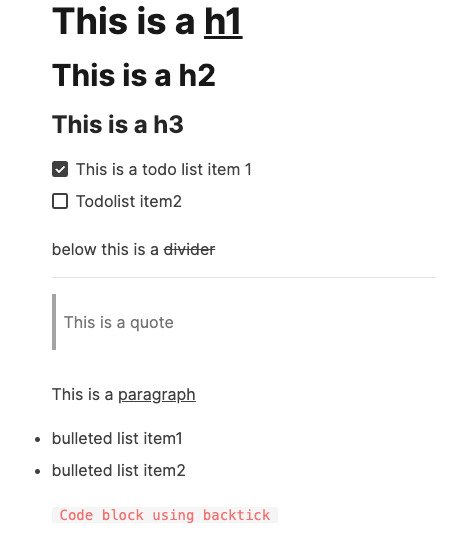 This is a h1
This is a h2
This is a h3
This is a todo list item 1
Todolist item2
below this is a divider
This is a quote
This is a paragraph
bulleted list item1
bulleted list item2
Code block using backtick